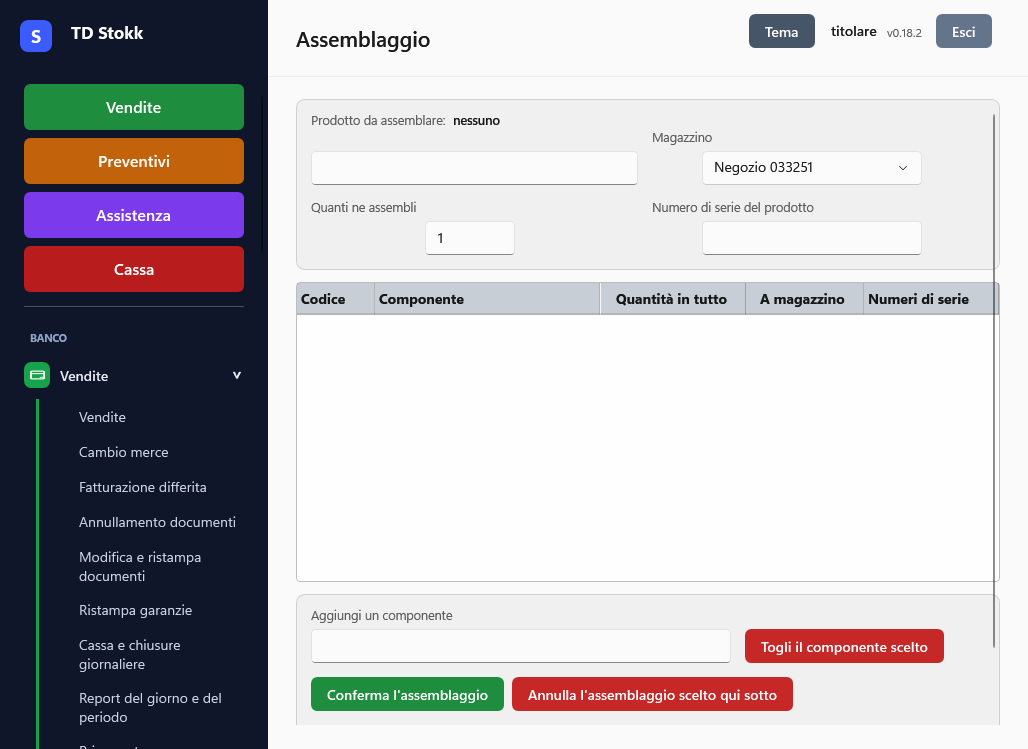 S TD Stokk
Vendite
Preventivi
Assistenza
Cassa
BANCO
Vendite
Vendite
Cambio merce
Fatturazione differita
Annullamento documenti
Modifica e ristampa
documenti
Ristampa garanzie
Cassa e chiusure
giornaliere
Report del giorno e del
periodo
Assemblaggio
Tema titolare v0.18.2 Esci
Prodotto da assemblare: nessuno
Magazzino
Negozio 033251
Quanti ne assembli
Numero di serie del prodotto
1
Codice Componente Quantità in tutto A magazzino Numeri di serie
Aggiungi un componente
Togli il componente scelto
Conferma l'assemblaggio Annulla l'assemblaggio scelto qui sotto